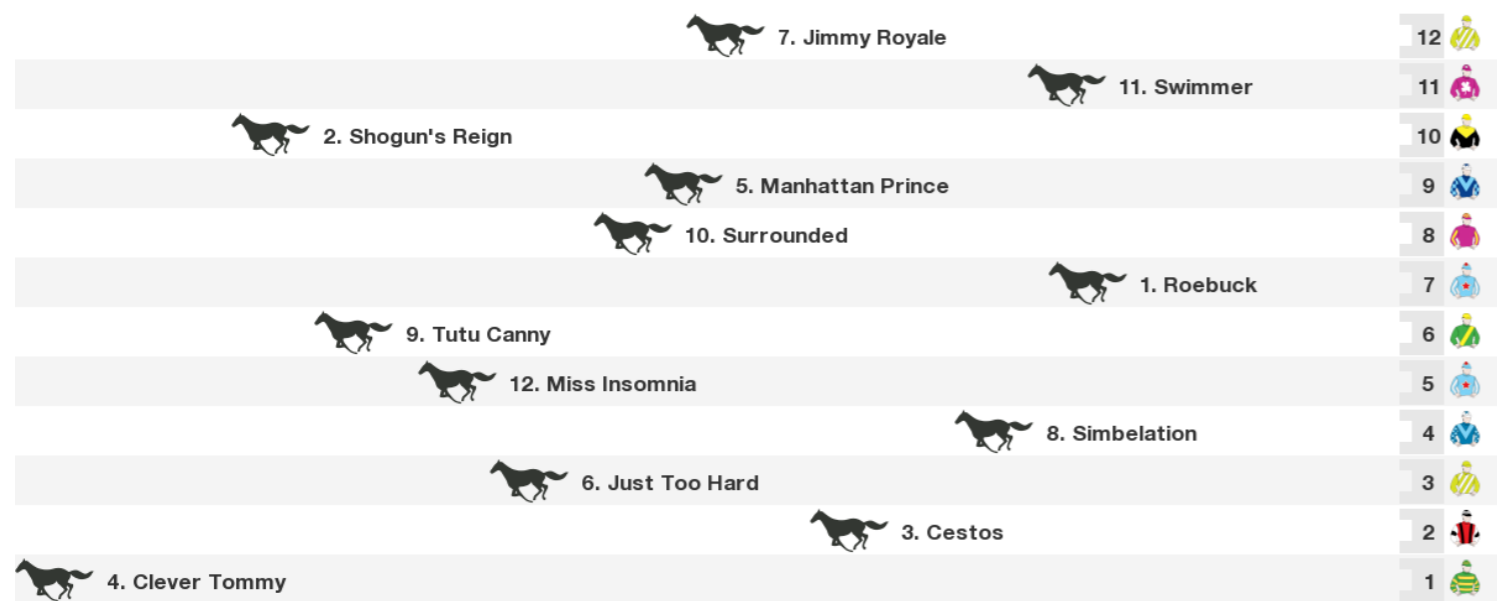 7. Jimmy Royale 12
11. Swimmer 11
2. Shogun's Reign 10
5. Manhattan Prince 9
10. Surrounded 8
1. Roebuck 7
9. Tutu Canny 6
12. Miss Insomnia 5
8. Simbelation 4
6. Just Too Hard 3
3. Cestos 2
4. Clever Tommy 1